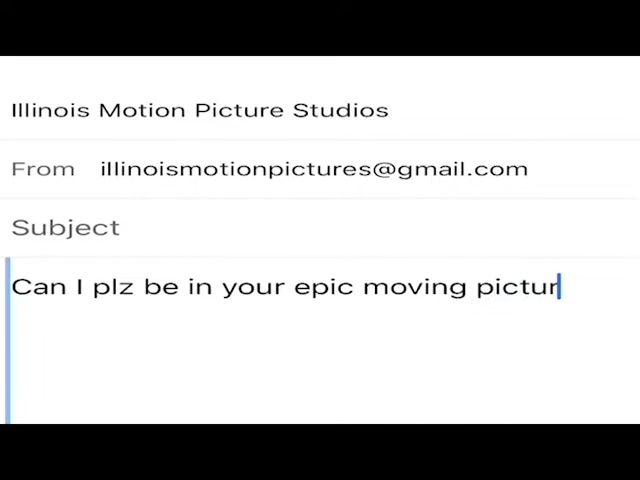 Illinois Motion Picture Studios
From illinoismotionpictures@gmail.com
Subject
Can I plz be in your epic moving pictur